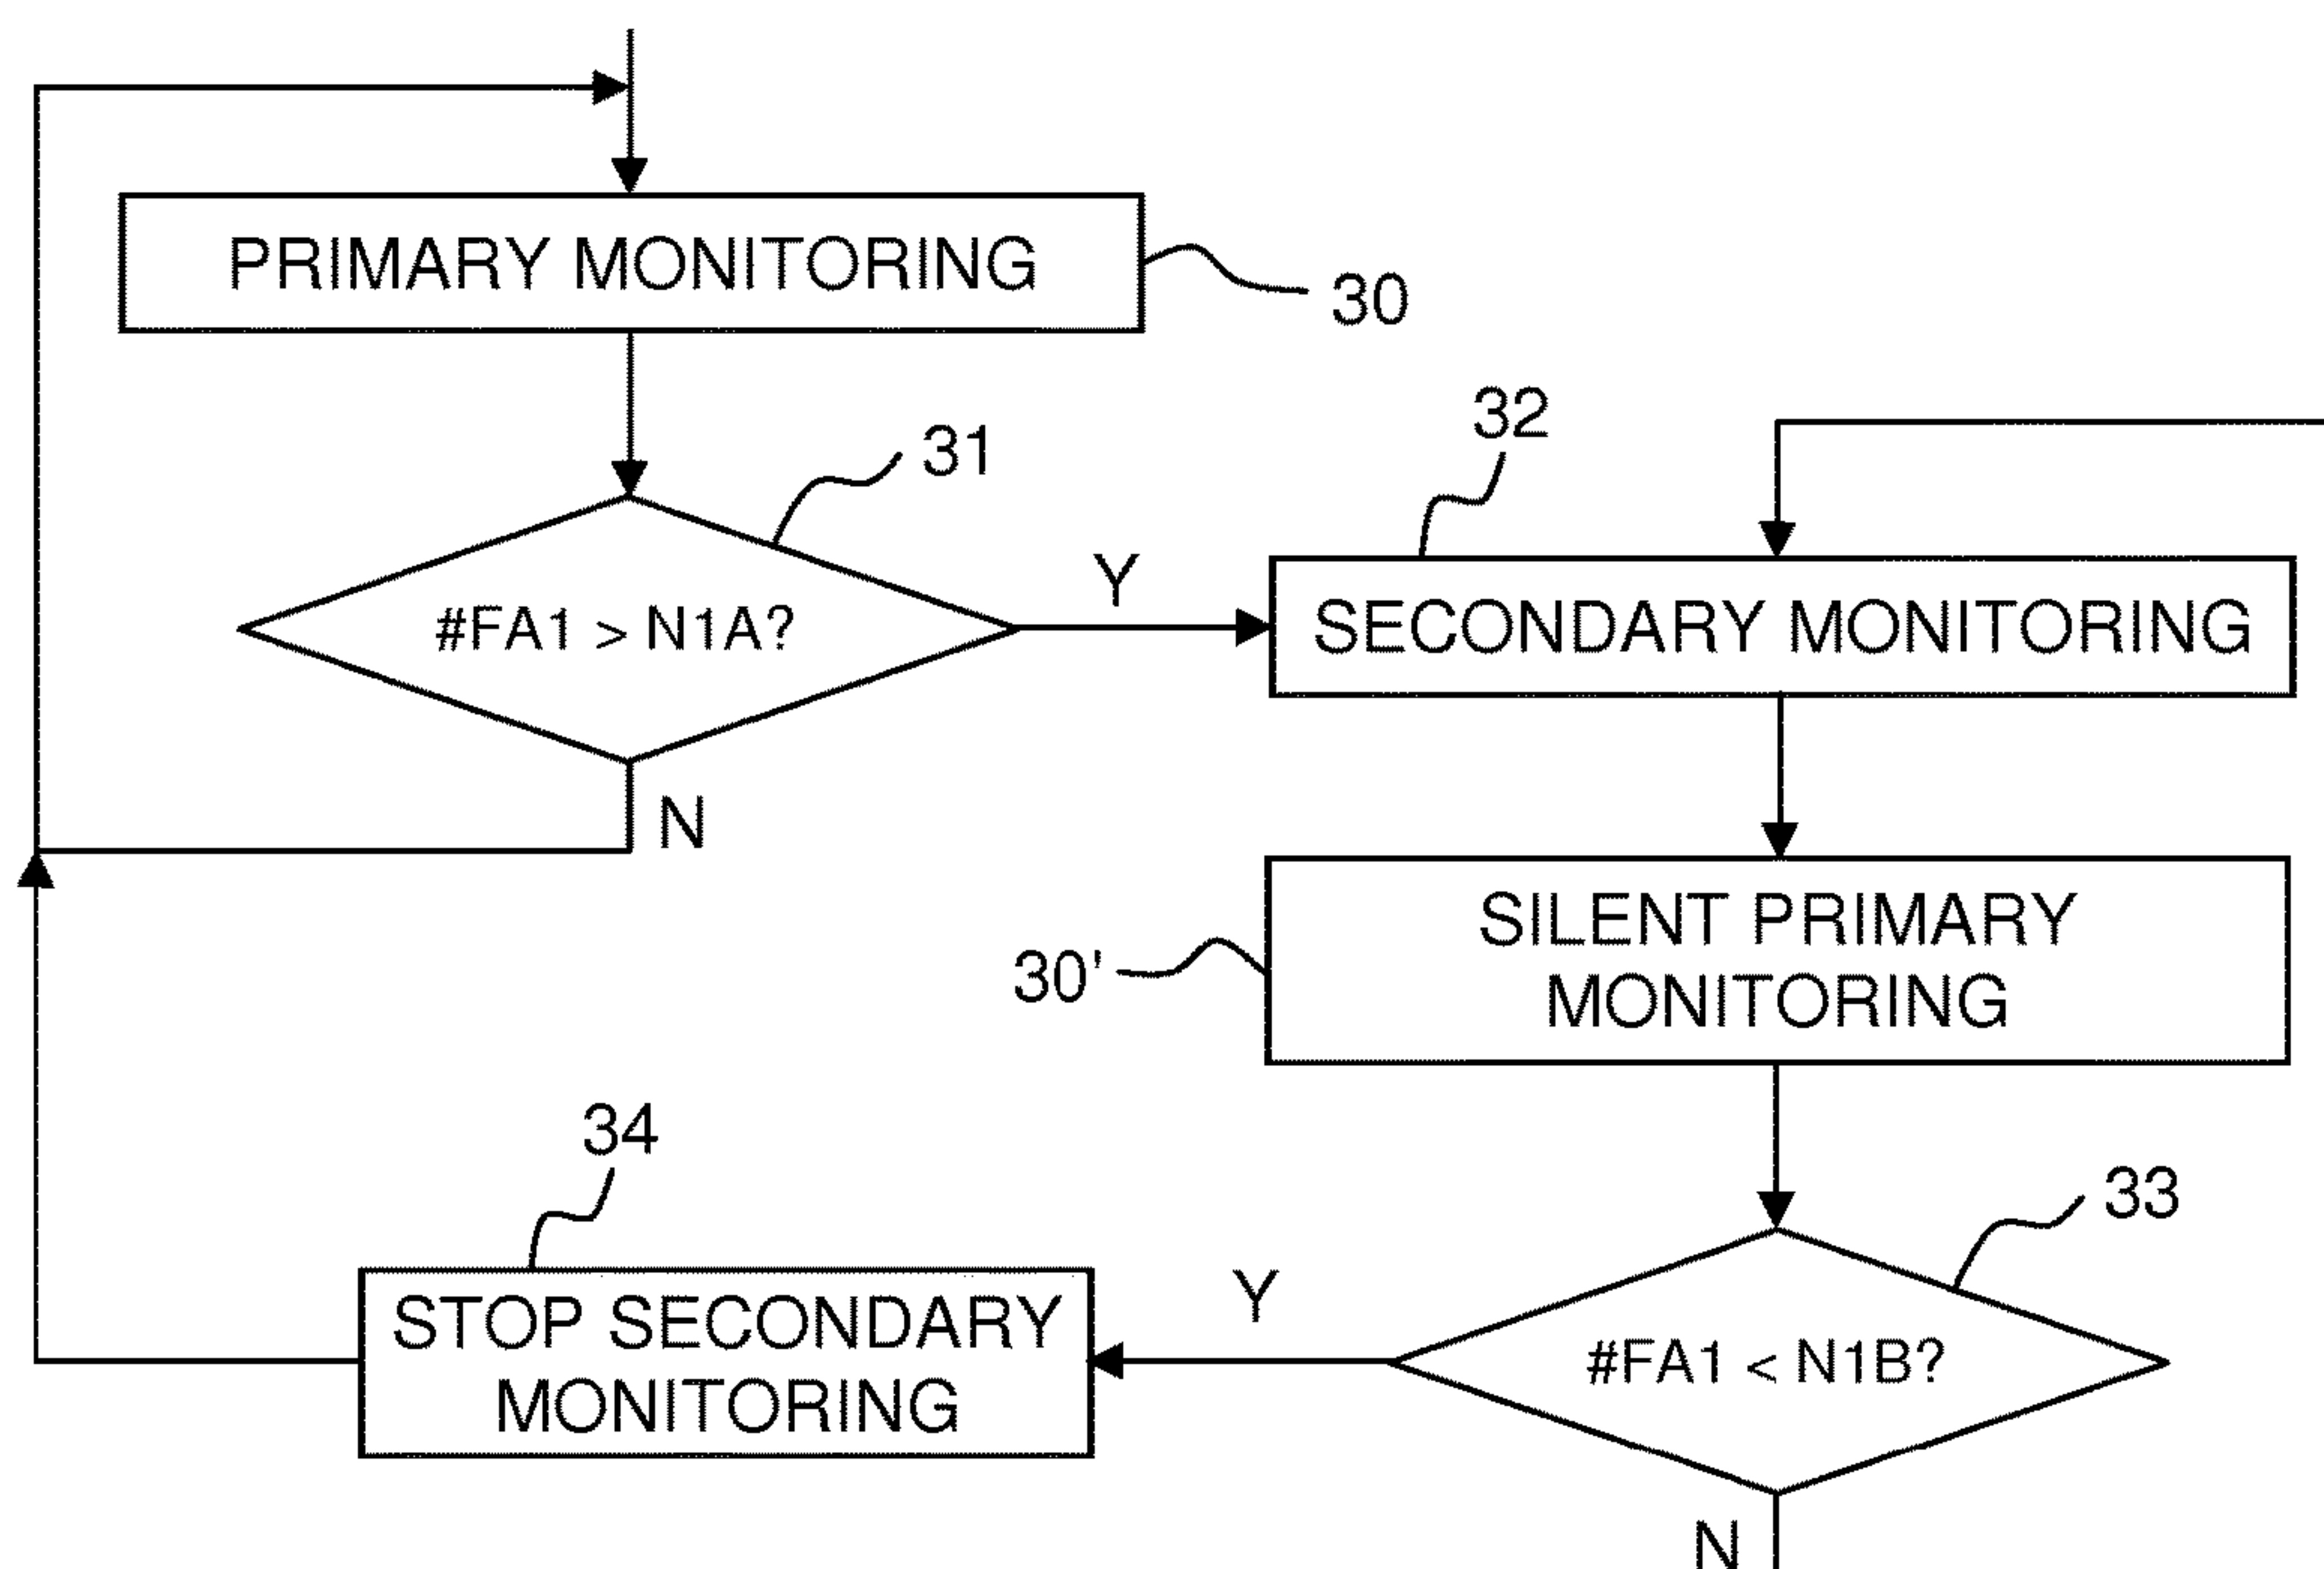 PRIMARY MONITORING
30
31
32
#FA1 > N1A?
Y
SECONDARY MONITORING
N
SILENT PRIMARY
MONITORING
30'
34
33
STOP SECONDARY
MONITORING
Y
#FA1 < N1B?
N